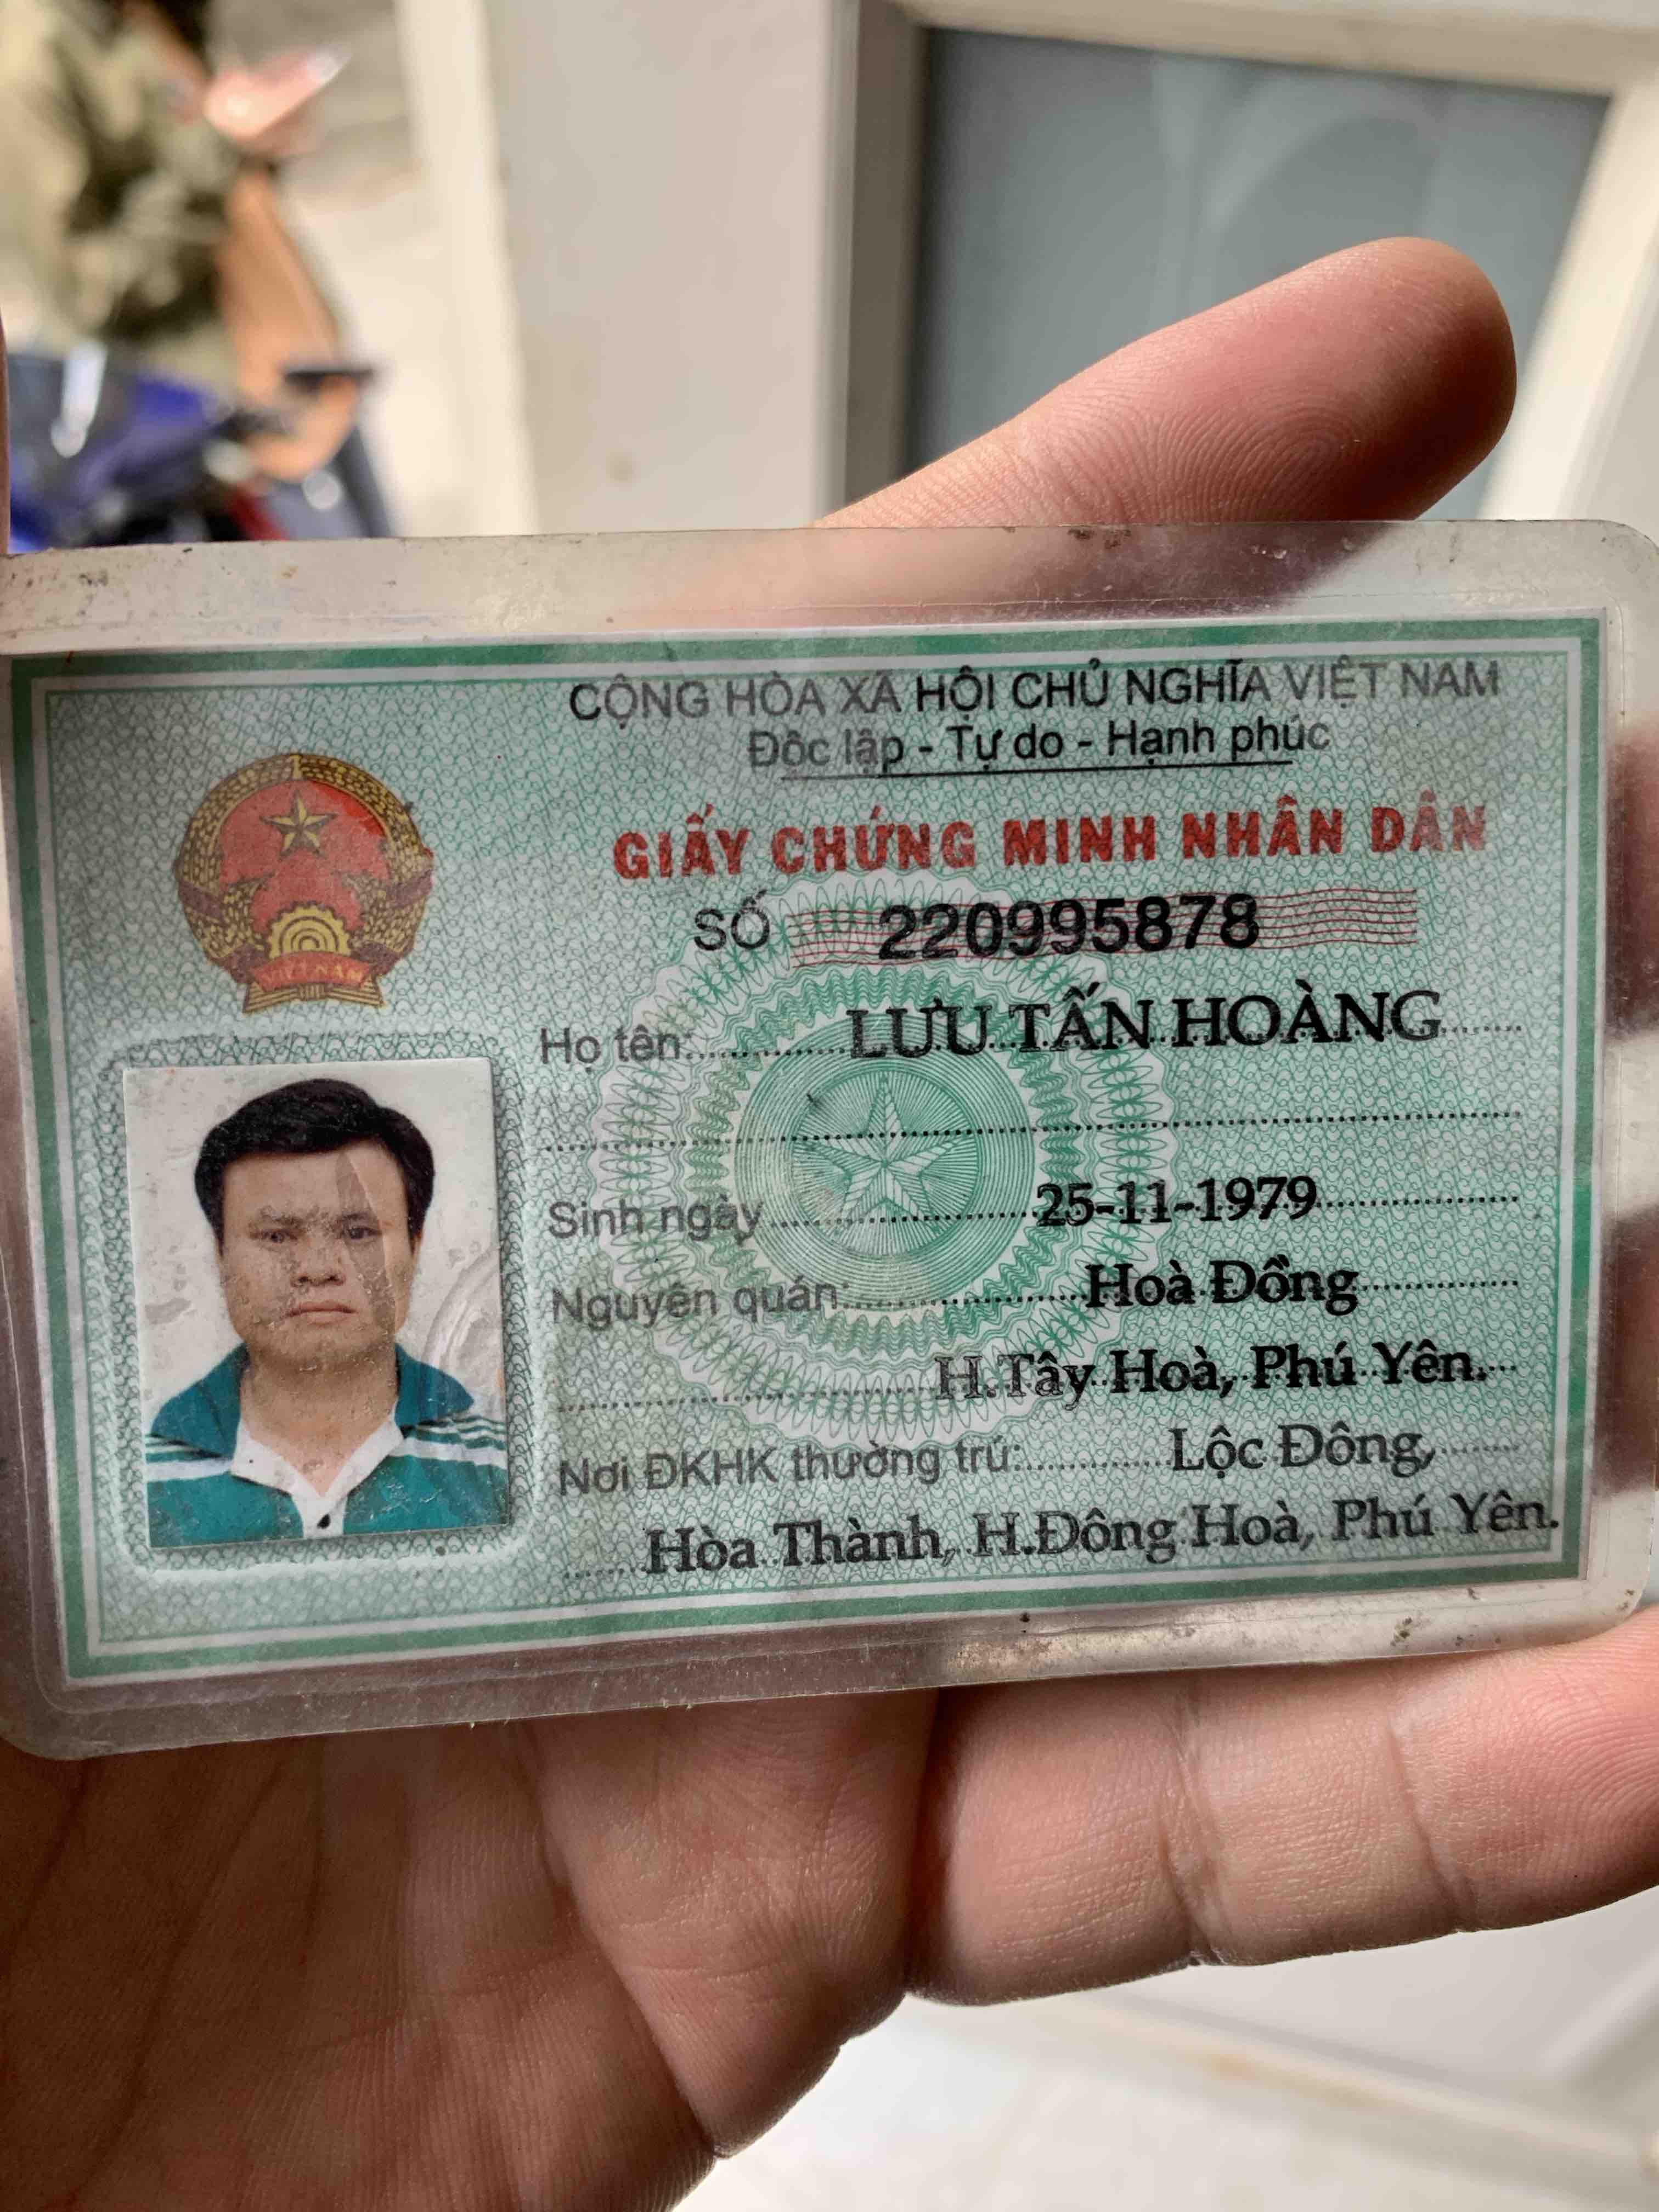 CỘNG HÒA XÃ HỘI CHỦ NGHĨA VIỆT NAM
Độc lập - Tự do - Hạnh phúc
GIẤY CHỨNG MINH NHÂN DÂN
SỐ 220995878
VIỆT NAM
Họ tên: LƯU TẤN HOÀNG
Sinh ngày 25-11-1979
Nguyên quán: Hoà Đồng
H.Tây Hoà, Phú Yên.
Nơi ĐKHK thường trú: Lộc Đông,
Hòa Thành, H.Đông Hoà, Phú Yên.